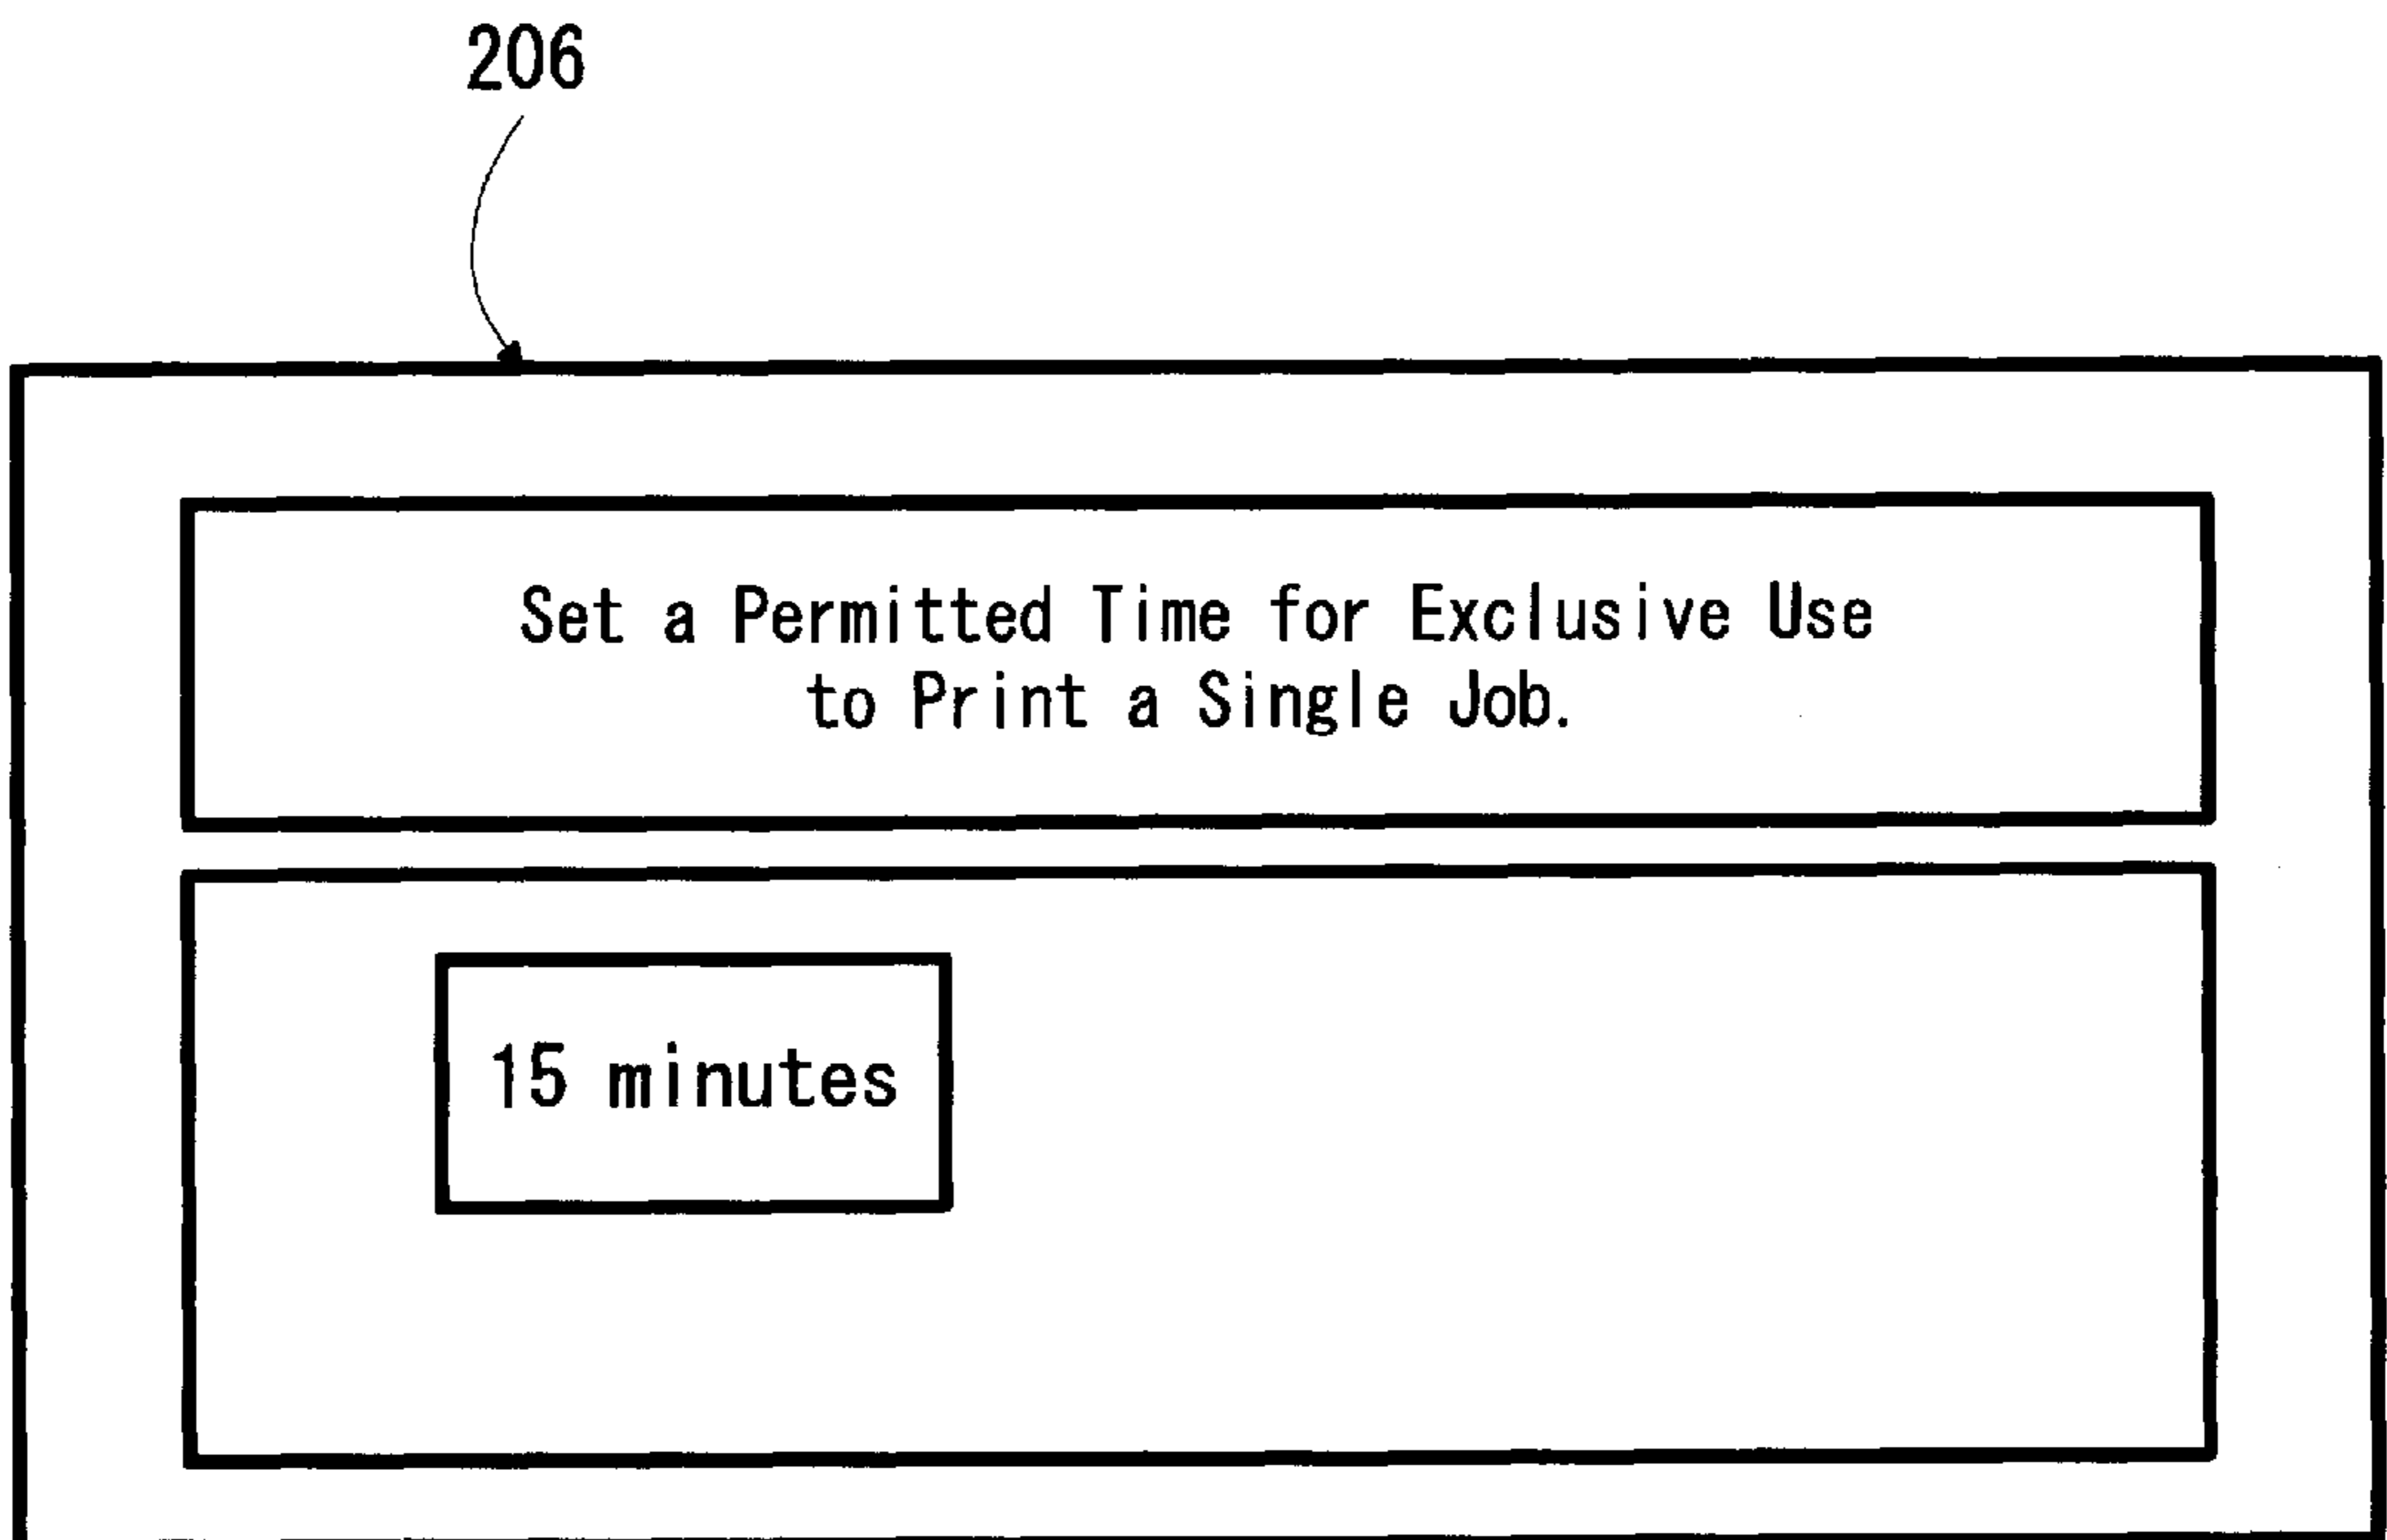 206
Set a Permitted Time for Exclusive Use
to Print a Single Job.
15 minutes